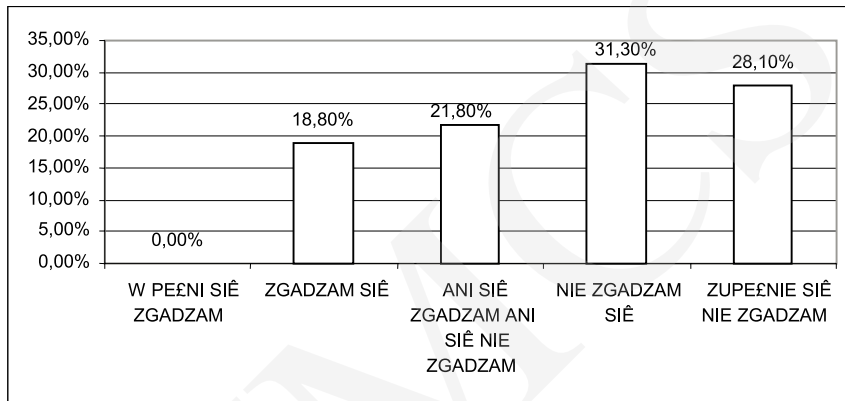 35,00%
30,00%
25,00%
20,00%
15,00%
10,00%
5,00%
0,00%
0,00%
18,80%
21,80%
31,30%
28,10%
W PE£NI SIÊ
ZGADZAM
ZGADZAM SIÊ
ANI SIÊ
ZGADZAM ANI
SIÊ NIE
ZGADZAM
NIE ZGADZAM
SIÊ
ZUPE£NIE SIÊ
NIE ZGADZAM
UMCS